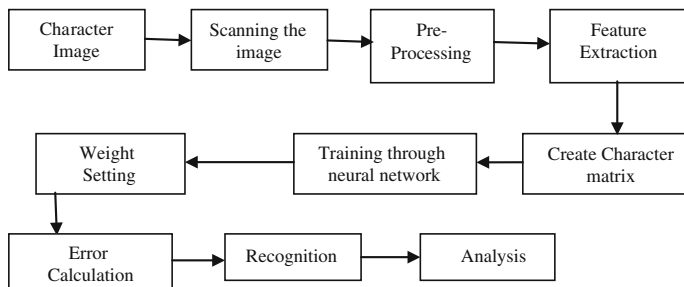 Character
Image
Scanning the
image
Pre-
Processing
Feature
Extraction
Create Character
matrix
Training through
neural network
Weight
Setting
Error
Calculation
Recognition
Analysis